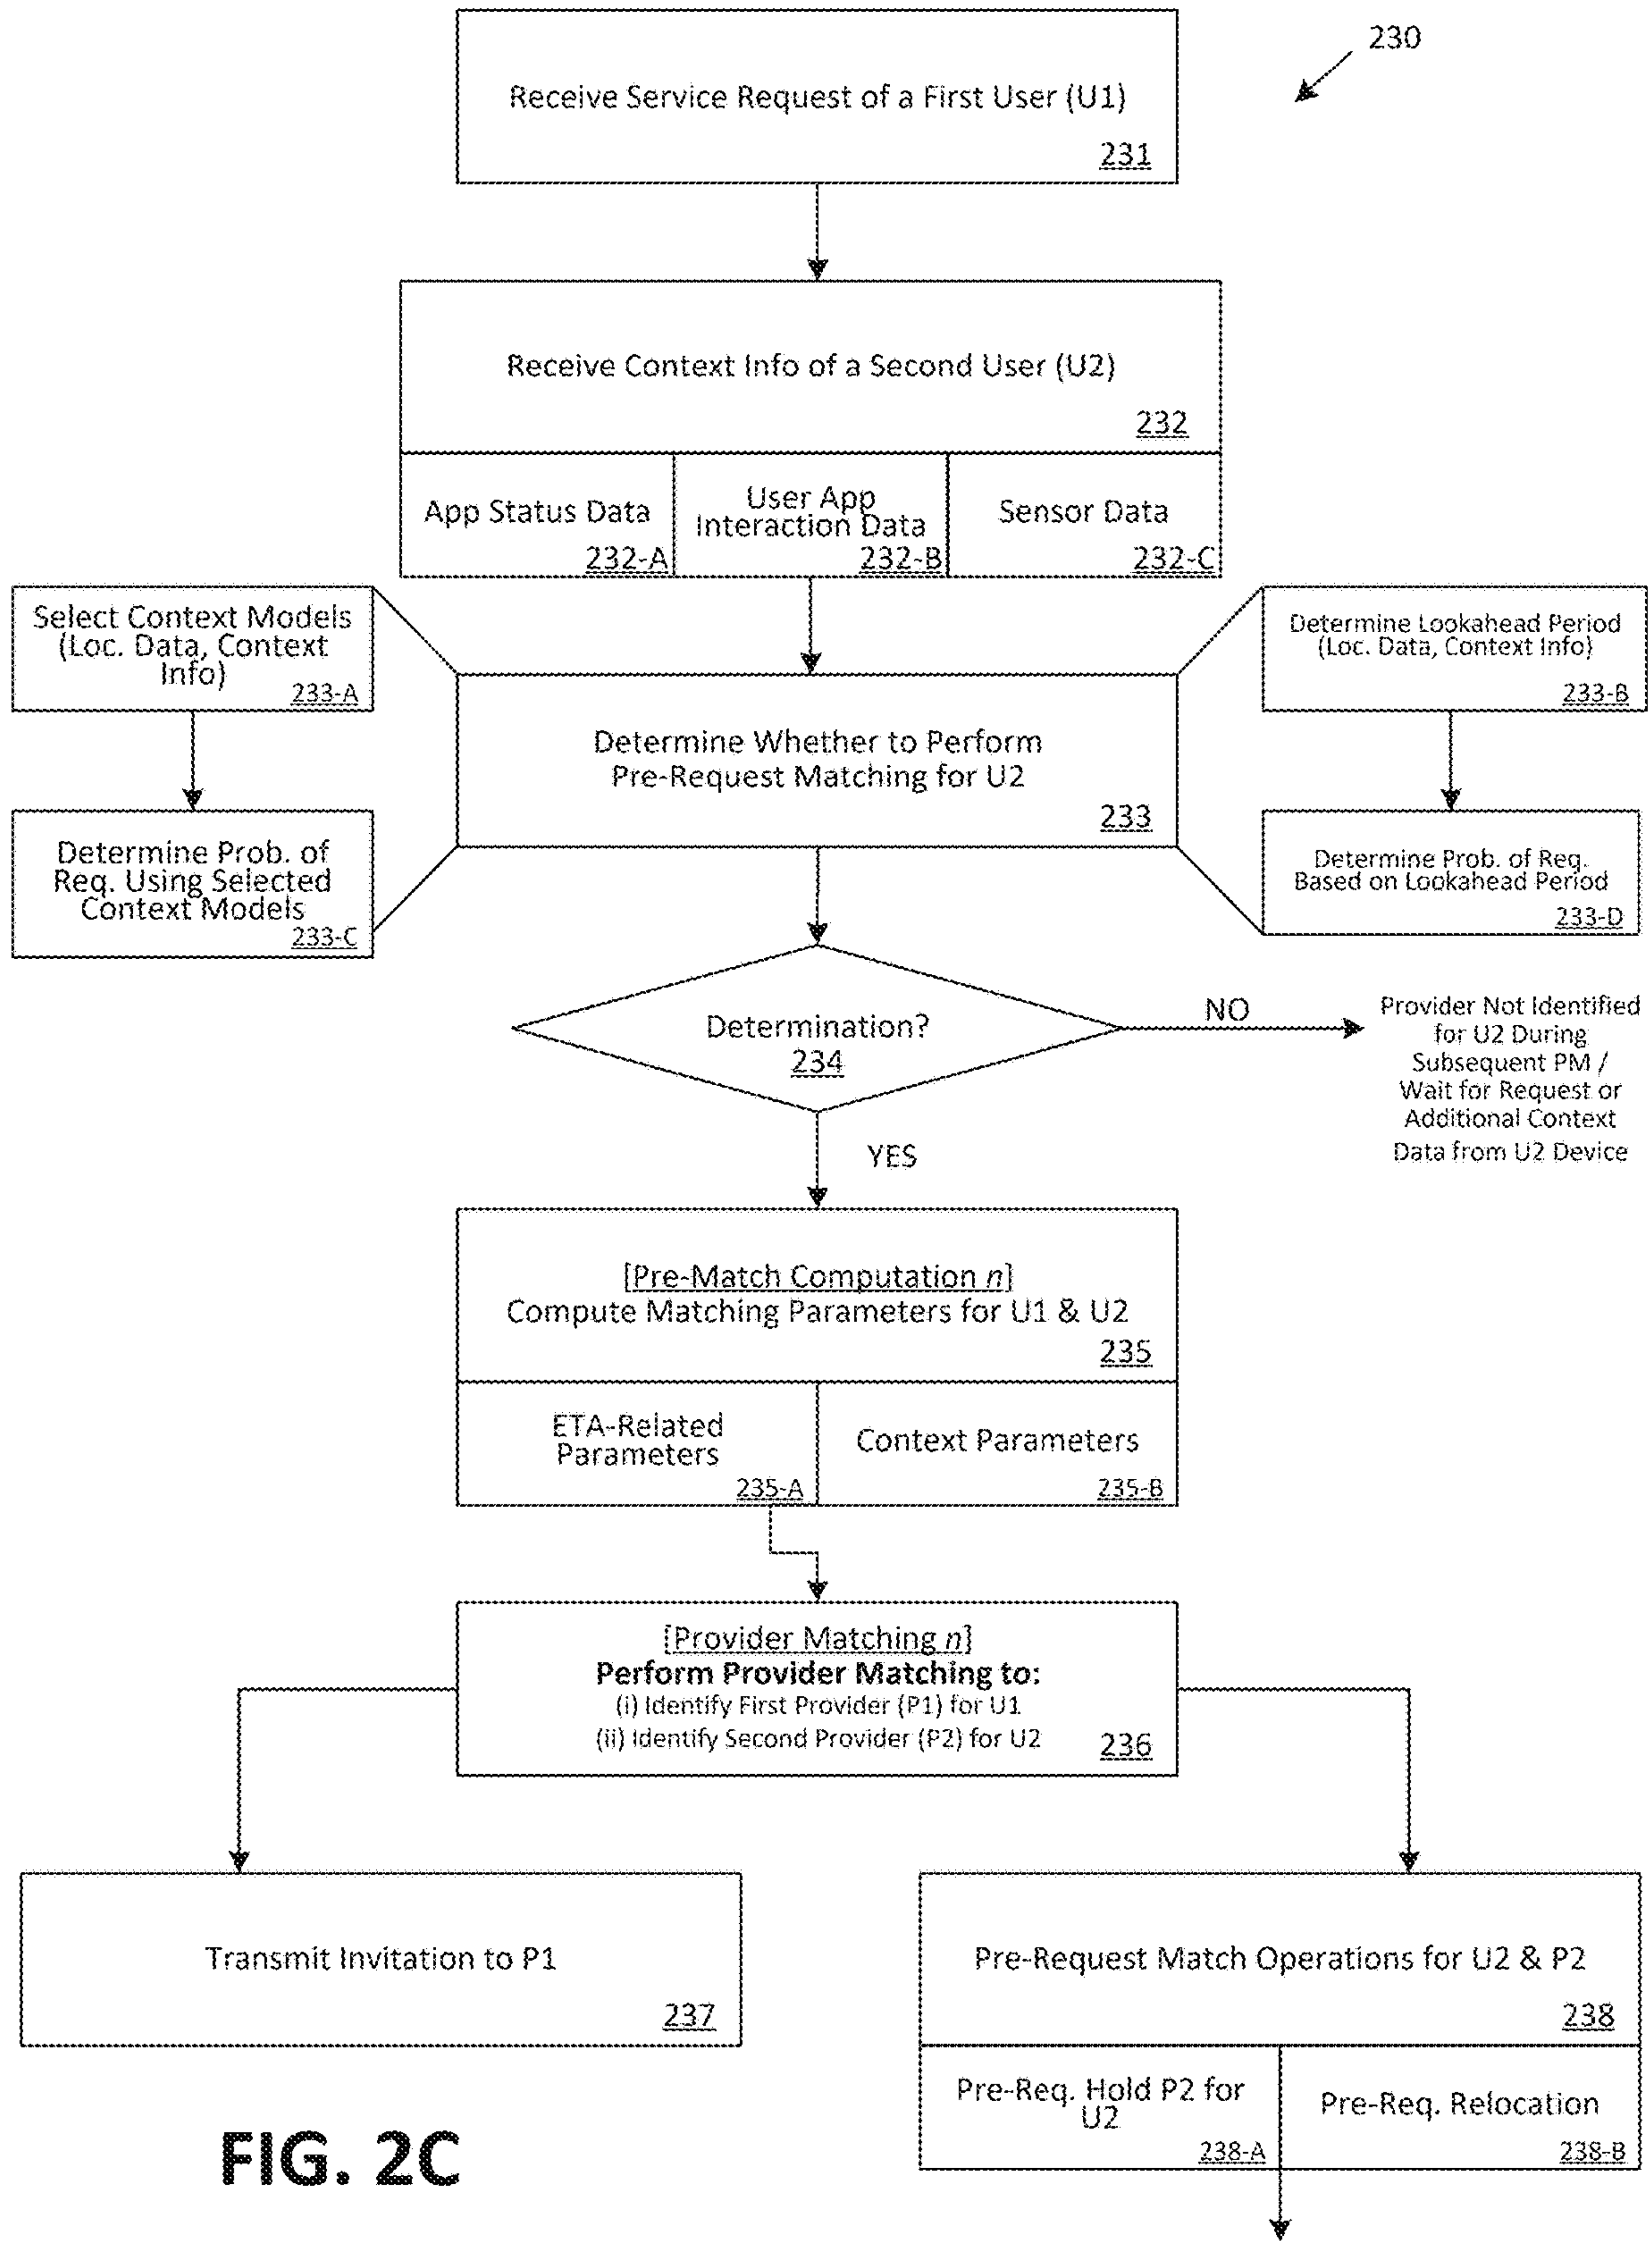 230
Receive Service Request of a First User (U1)
231
Receive Context Info of a Second User (U2)
232
App Status Data
232-A
User App
Interaction Data
232-B
Sensor Data
232-C
Select Context Models
(Loc. Data, Context
Info)
233-A
Determine Lookahead Period
(Loc. Data, Context Info)
233-B
Determine Whether to Perform
Pre-Request Matching for U2
233
Determine Prob. of
Req. Using Selected
Context Models
233-C
Determine Prob. of Req.
Based on Lookahead Period
233-D
Determination?
234
NO
Provider Not Identified
for U2 During
Subsequent PM /
Wait for Request or
Additional Context
Data from U2 Device
YES
[Pre-Match Computation n]
Compute Matching Parameters for U1 & U2
235
ETA-Related
Parameters
235-A
Context Parameters
235-B
[Provider Matching n]
Perform Provider Matching to:
(i) Identify First Provider (P1) for U1
(ii) Identify Second Provider (P2) for U2
236
Transmit Invitation to P1
237
Pre-Request Match Operations for U2 & P2
238
Pre-Req. Hold P2 for
U2
238-A
Pre-Req. Relocation
238-B
FIG. 2C